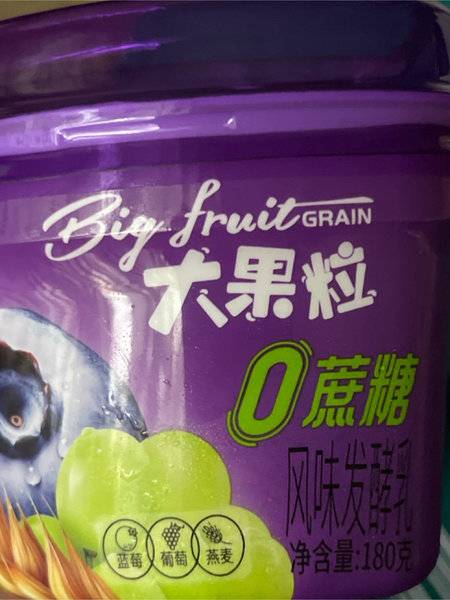 Big fruit GRAIN
大果粒
0蔗糖
风味发酵乳
净含量:180克
蓝莓 葡萄 燕麦